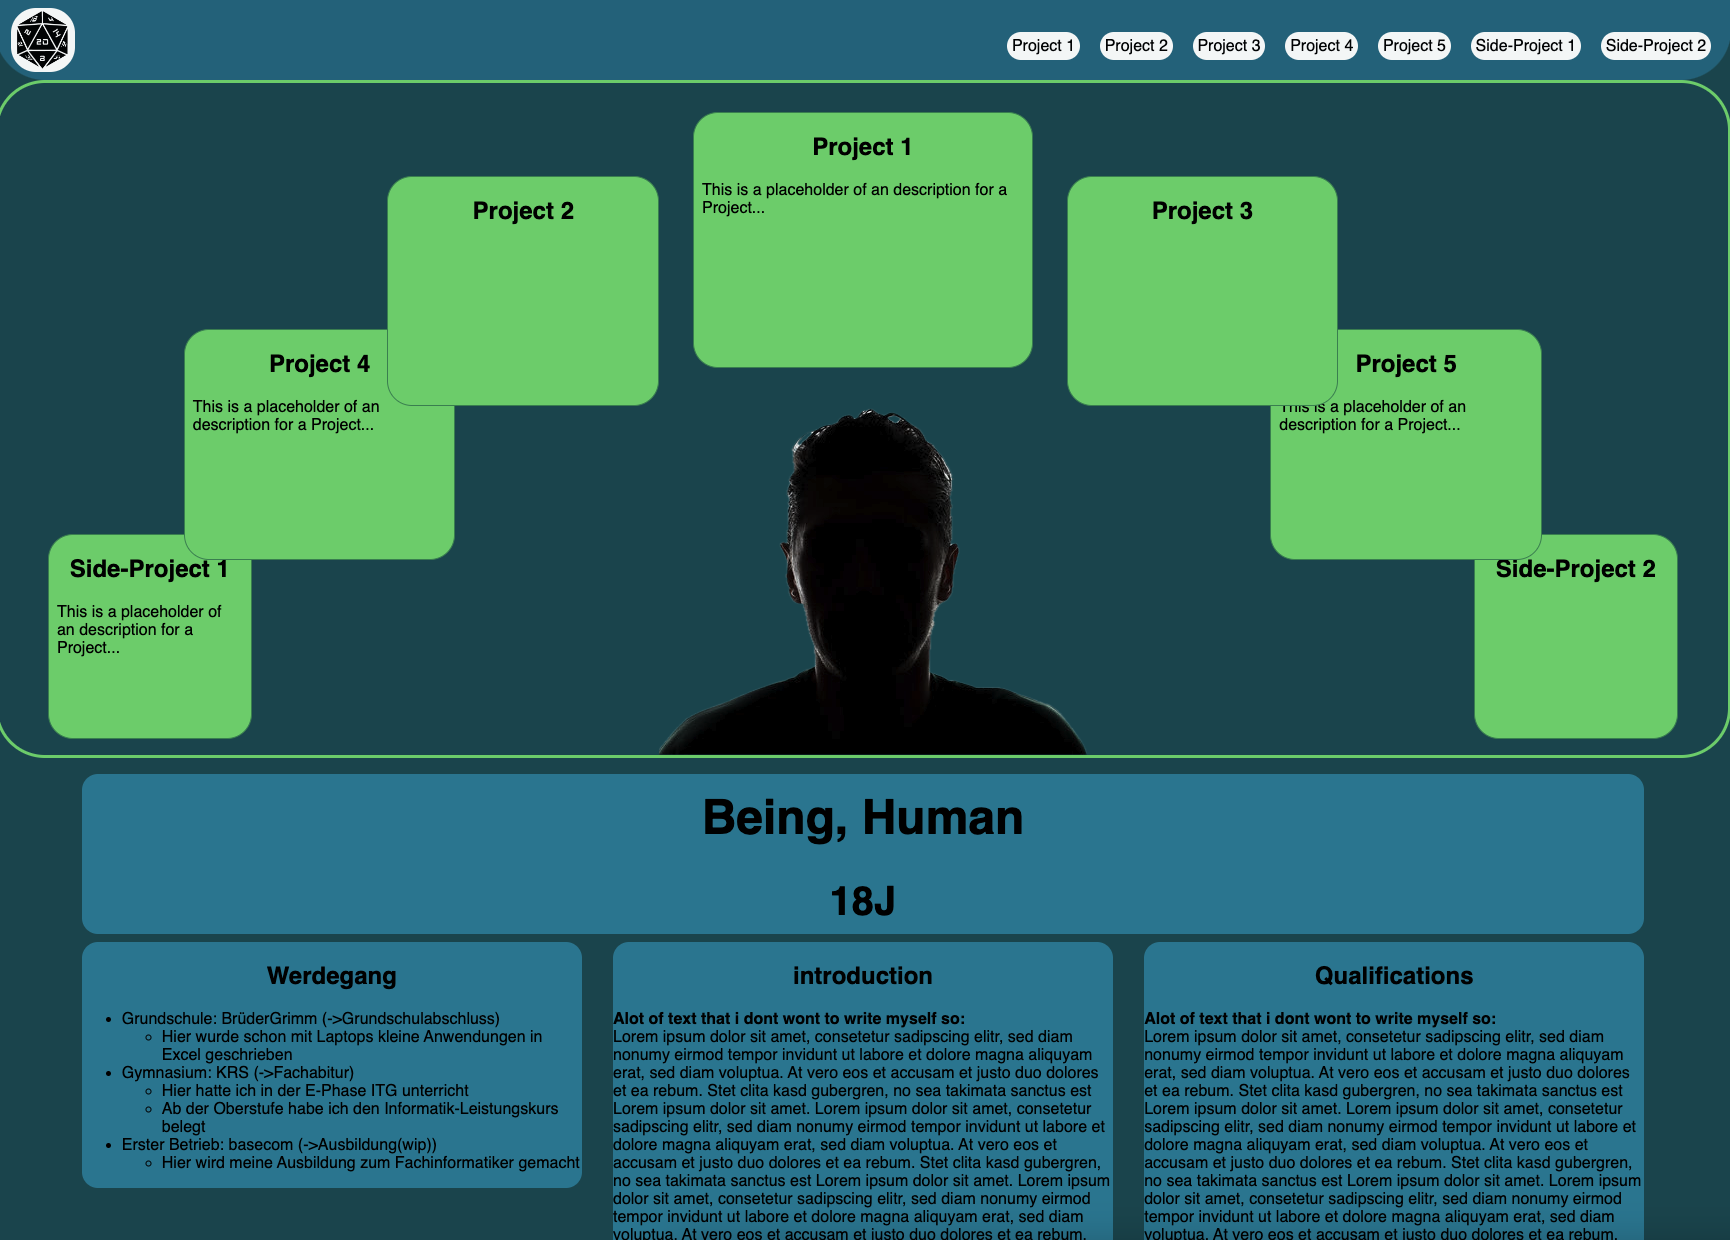 20
Project 1
Project 2
Project 3
Project 4
Project 5
Side-Project 1
Side-Project 2
Project 1
This is a placeholder of an description for a
Project...
Project 2
Project 3
Project 4
This is a placeholder of an
description for a Project...
Project 5
This is a placeholder of an
description for a Project...
Side-Project 1
This is a placeholder of
an description for a
Project...
Side-Project 2
Being, Human
18J
Werdegang
• Grundschule: BrüderGrimm (->Grundschulabschluss)
◦ Hier wurde schon mit Laptops kleine Anwendungen in
Excel geschrieben
• Gymnasium: KRS (->Fachabitur)
◦ Hier hatte ich in der E-Phase ITG unterricht
◦ Ab der Oberstufe habe ich den Informatik-Leistungskurs
belegt
• Erster Betrieb: basecom (->Ausbildung(wip))
◦ Hier wird meine Ausbildung zum Fachinformatiker gemacht
introduction
Alot of text that i dont wont to write myself so:
Lorem ipsum dolor sit amet, consetetur sadipscing elitr, sed diam
nonumy eirmod tempor invidunt ut labore et dolore magna aliquyam
erat, sed diam voluptua. At vero eos et accusam et justo duo dolores
et ea rebum. Stet clita kasd gubergren, no sea takimata sanctus est
Lorem ipsum dolor sit amet. Lorem ipsum dolor sit amet, consetetur
sadipscing elitr, sed diam nonumy eirmod tempor invidunt ut labore et
dolore magna aliquyam erat, sed diam voluptua. At vero eos et
accusam et justo duo dolores et ea rebum. Stet clita kasd gubergren,
no sea takimata sanctus est Lorem ipsum dolor sit amet. Lorem ipsum
dolor sit amet, consetetur sadipscing elitr, sed diam nonumy eirmod
tempor invidunt ut labore et dolore magna aliquyam erat, sed diam
voluptua. At vero eos et accusam et justo duo dolores et ea rebum.
Qualifications
Alot of text that i dont wont to write myself so:
Lorem ipsum dolor sit amet, consetetur sadipscing elitr, sed diam
nonumy eirmod tempor invidunt ut labore et dolore magna aliquyam
erat, sed diam voluptua. At vero eos et accusam et justo duo dolores
et ea rebum. Stet clita kasd gubergren, no sea takimata sanctus est
Lorem ipsum dolor sit amet. Lorem ipsum dolor sit amet, consetetur
sadipscing elitr, sed diam nonumy eirmod tempor invidunt ut labore et
dolore magna aliquyam erat, sed diam voluptua. At vero eos et
accusam et justo duo dolores et ea rebum. Stet clita kasd gubergren,
no sea takimata sanctus est Lorem ipsum dolor sit amet. Lorem ipsum
dolor sit amet, consetetur sadipscing elitr, sed diam nonumy eirmod
tempor invidunt ut labore et dolore magna aliquyam erat, sed diam
voluptua. At vero eos et accusam et justo duo dolores et ea rebum.